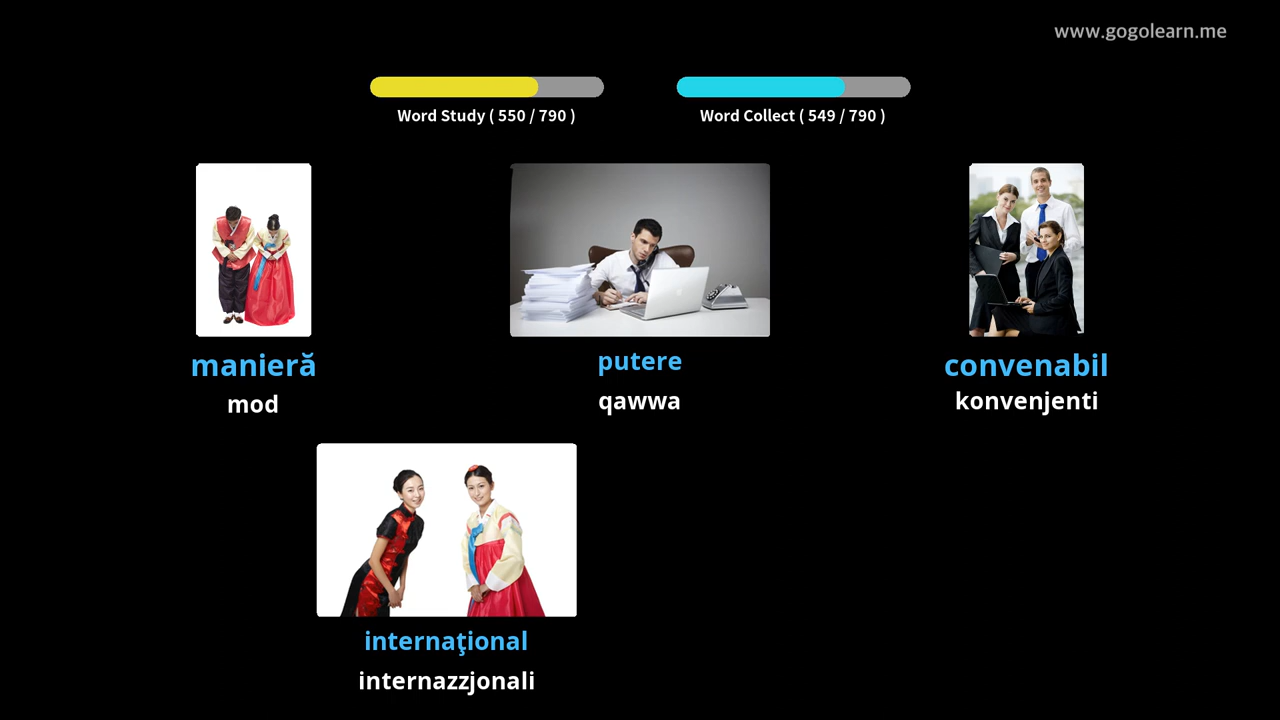 www.gogolearn.me
Word Study ( 550 / 790 )
Word Collect ( 549 / 790 )
manieră
mod
putere
qawwa
convenabil
konvenjenti
internaţional
internazzjonali